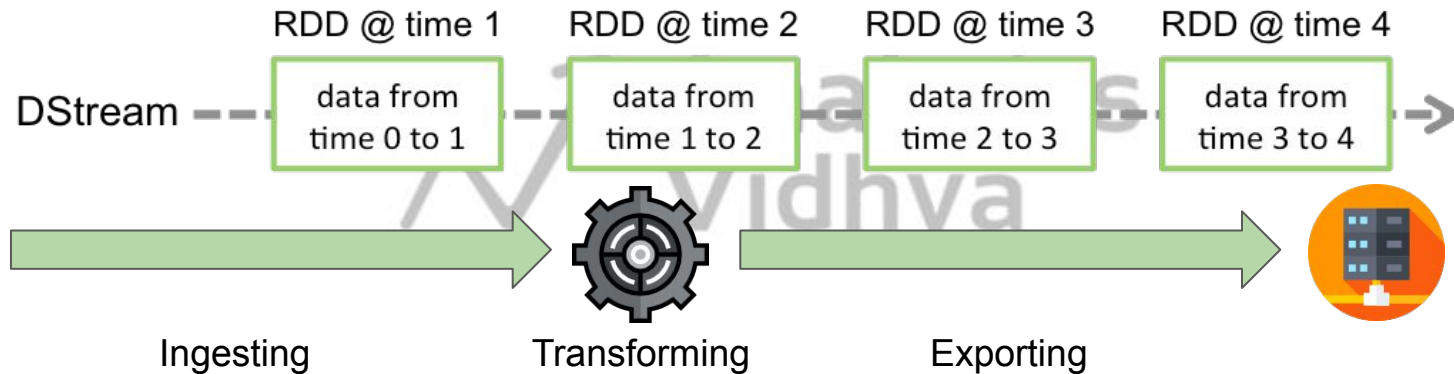 RDD @ time 1 RDD @ time 2 RDD @ time 3 RDD @ time 4
DStream
data from
time 0 to 1
data from
time 1 to 2
data from
time 2 to 3
data from
time 3 to 4
Vidhya
Ingesting Transforming Exporting